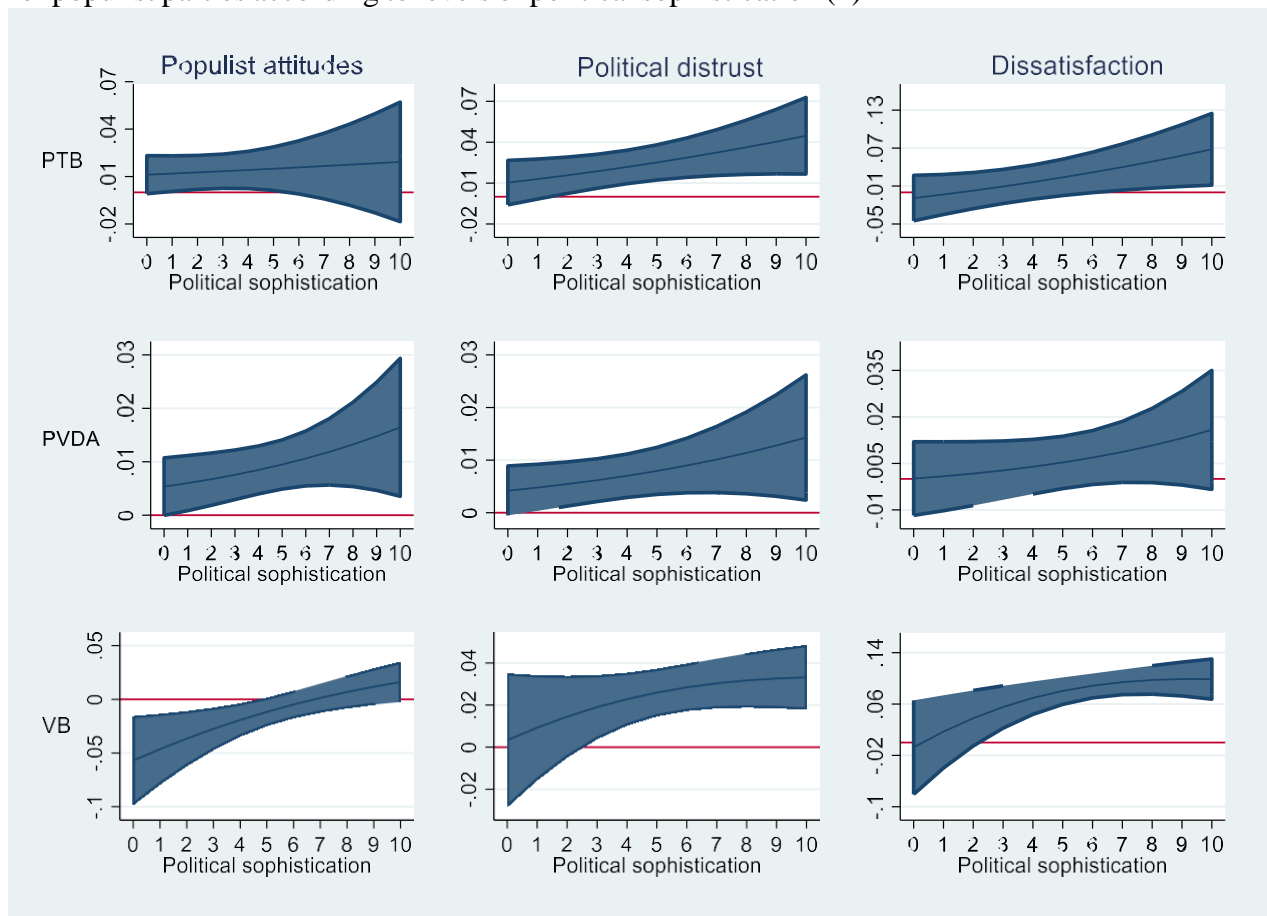 Populist attitudes Political distrust Dissatisfaction
PTB
-.02 .01 .04 .07
0 1 2 3 4 5 6 7 8 9 10
Political sophistication
-.02 .01 .04 .07
0 1 2 3 4 5 6 7 8 9 10
Political sophistication
-.05 .01 .07 .13
0 1 2 3 4 5 6 7 8 9 10
Political sophistication
PVDA
0 .01 .02 .03
0 1 2 3 4 5 6 7 8 9 10
Political sophistication
0 .01 .02 .03
0 1 2 3 4 5 6 7 8 9 10
Political sophistication
-.01 .005 .02 .035
0 1 2 3 4 5 6 7 8 9 10
Political sophistication
VB
-.1 -.05 0 .05
0 1 2 3 4 5 6 7 8 9 10
Political sophistication
-.02 0 .02 .04
0 1 2 3 4 5 6 7 8 9 10
Political sophistication
-.1 -.02 .06 .14
0 1 2 3 4 5 6 7 8 9 10
Political sophistication